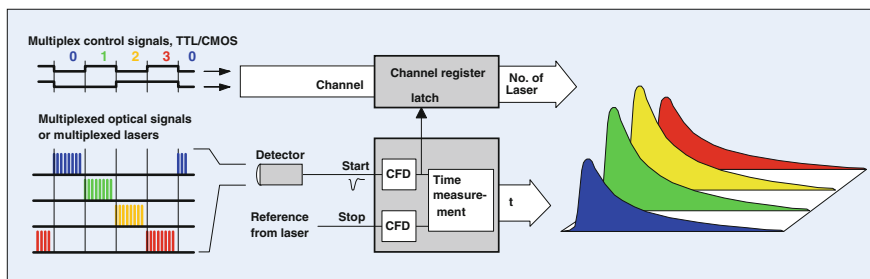 Multiplex control signals, TTL/CMOS
0 1 2 3 0
Channel
Channel register
latch
No. of
Laser
Multiplexed optical signals
or multiplexed lasers
Detector
Start
CFD
Time
measure-
ment
t
Reference
from laser
Stop
CFD